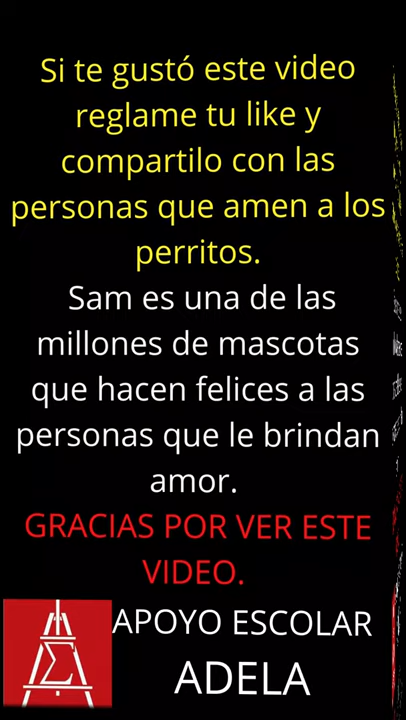 Si te gustó este video
reglame tu like y
compartilo con las
personas que amen a los
perritos.
Sam es una de las
millones de mascotas
que hacen felices a las
personas que le brindan
amor.
GRACIAS POR VER ESTE
VIDEO.
APOYO ESCOLAR
ADELA